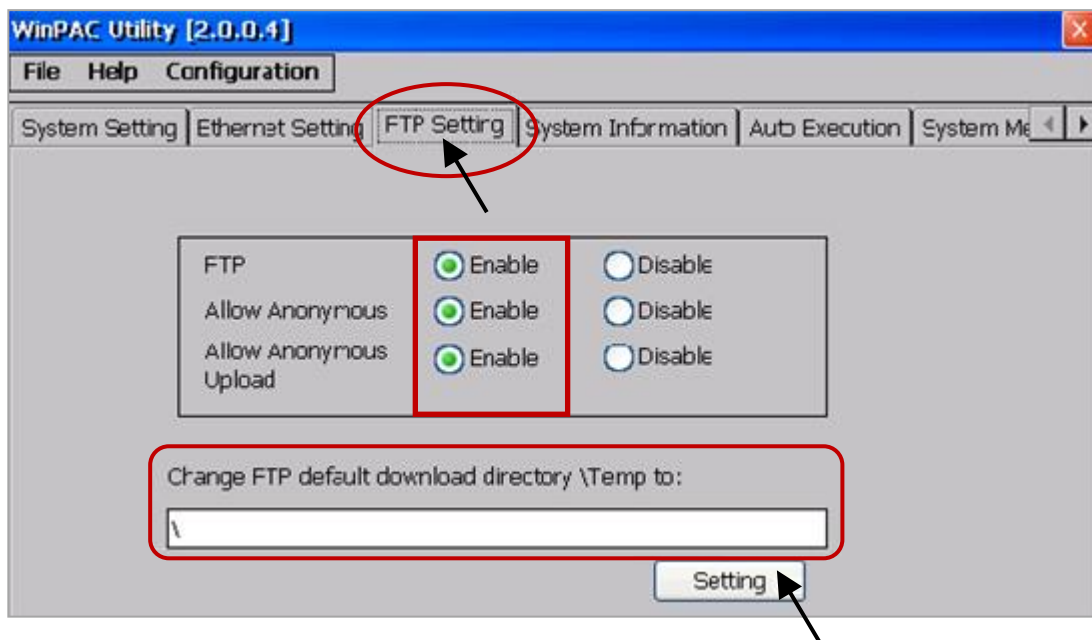 WinPAC Utility [2.0.0.4]
File Help Configuration
System Setting Ethernet Setting FTP Setting System Information Auto Execution System Me
FTP Enable Disable
Allow Anonymous Enable Disable
Allow Anonymous Upload Enable Disable
Change FTP default download directory \Temp to:
\
Setting